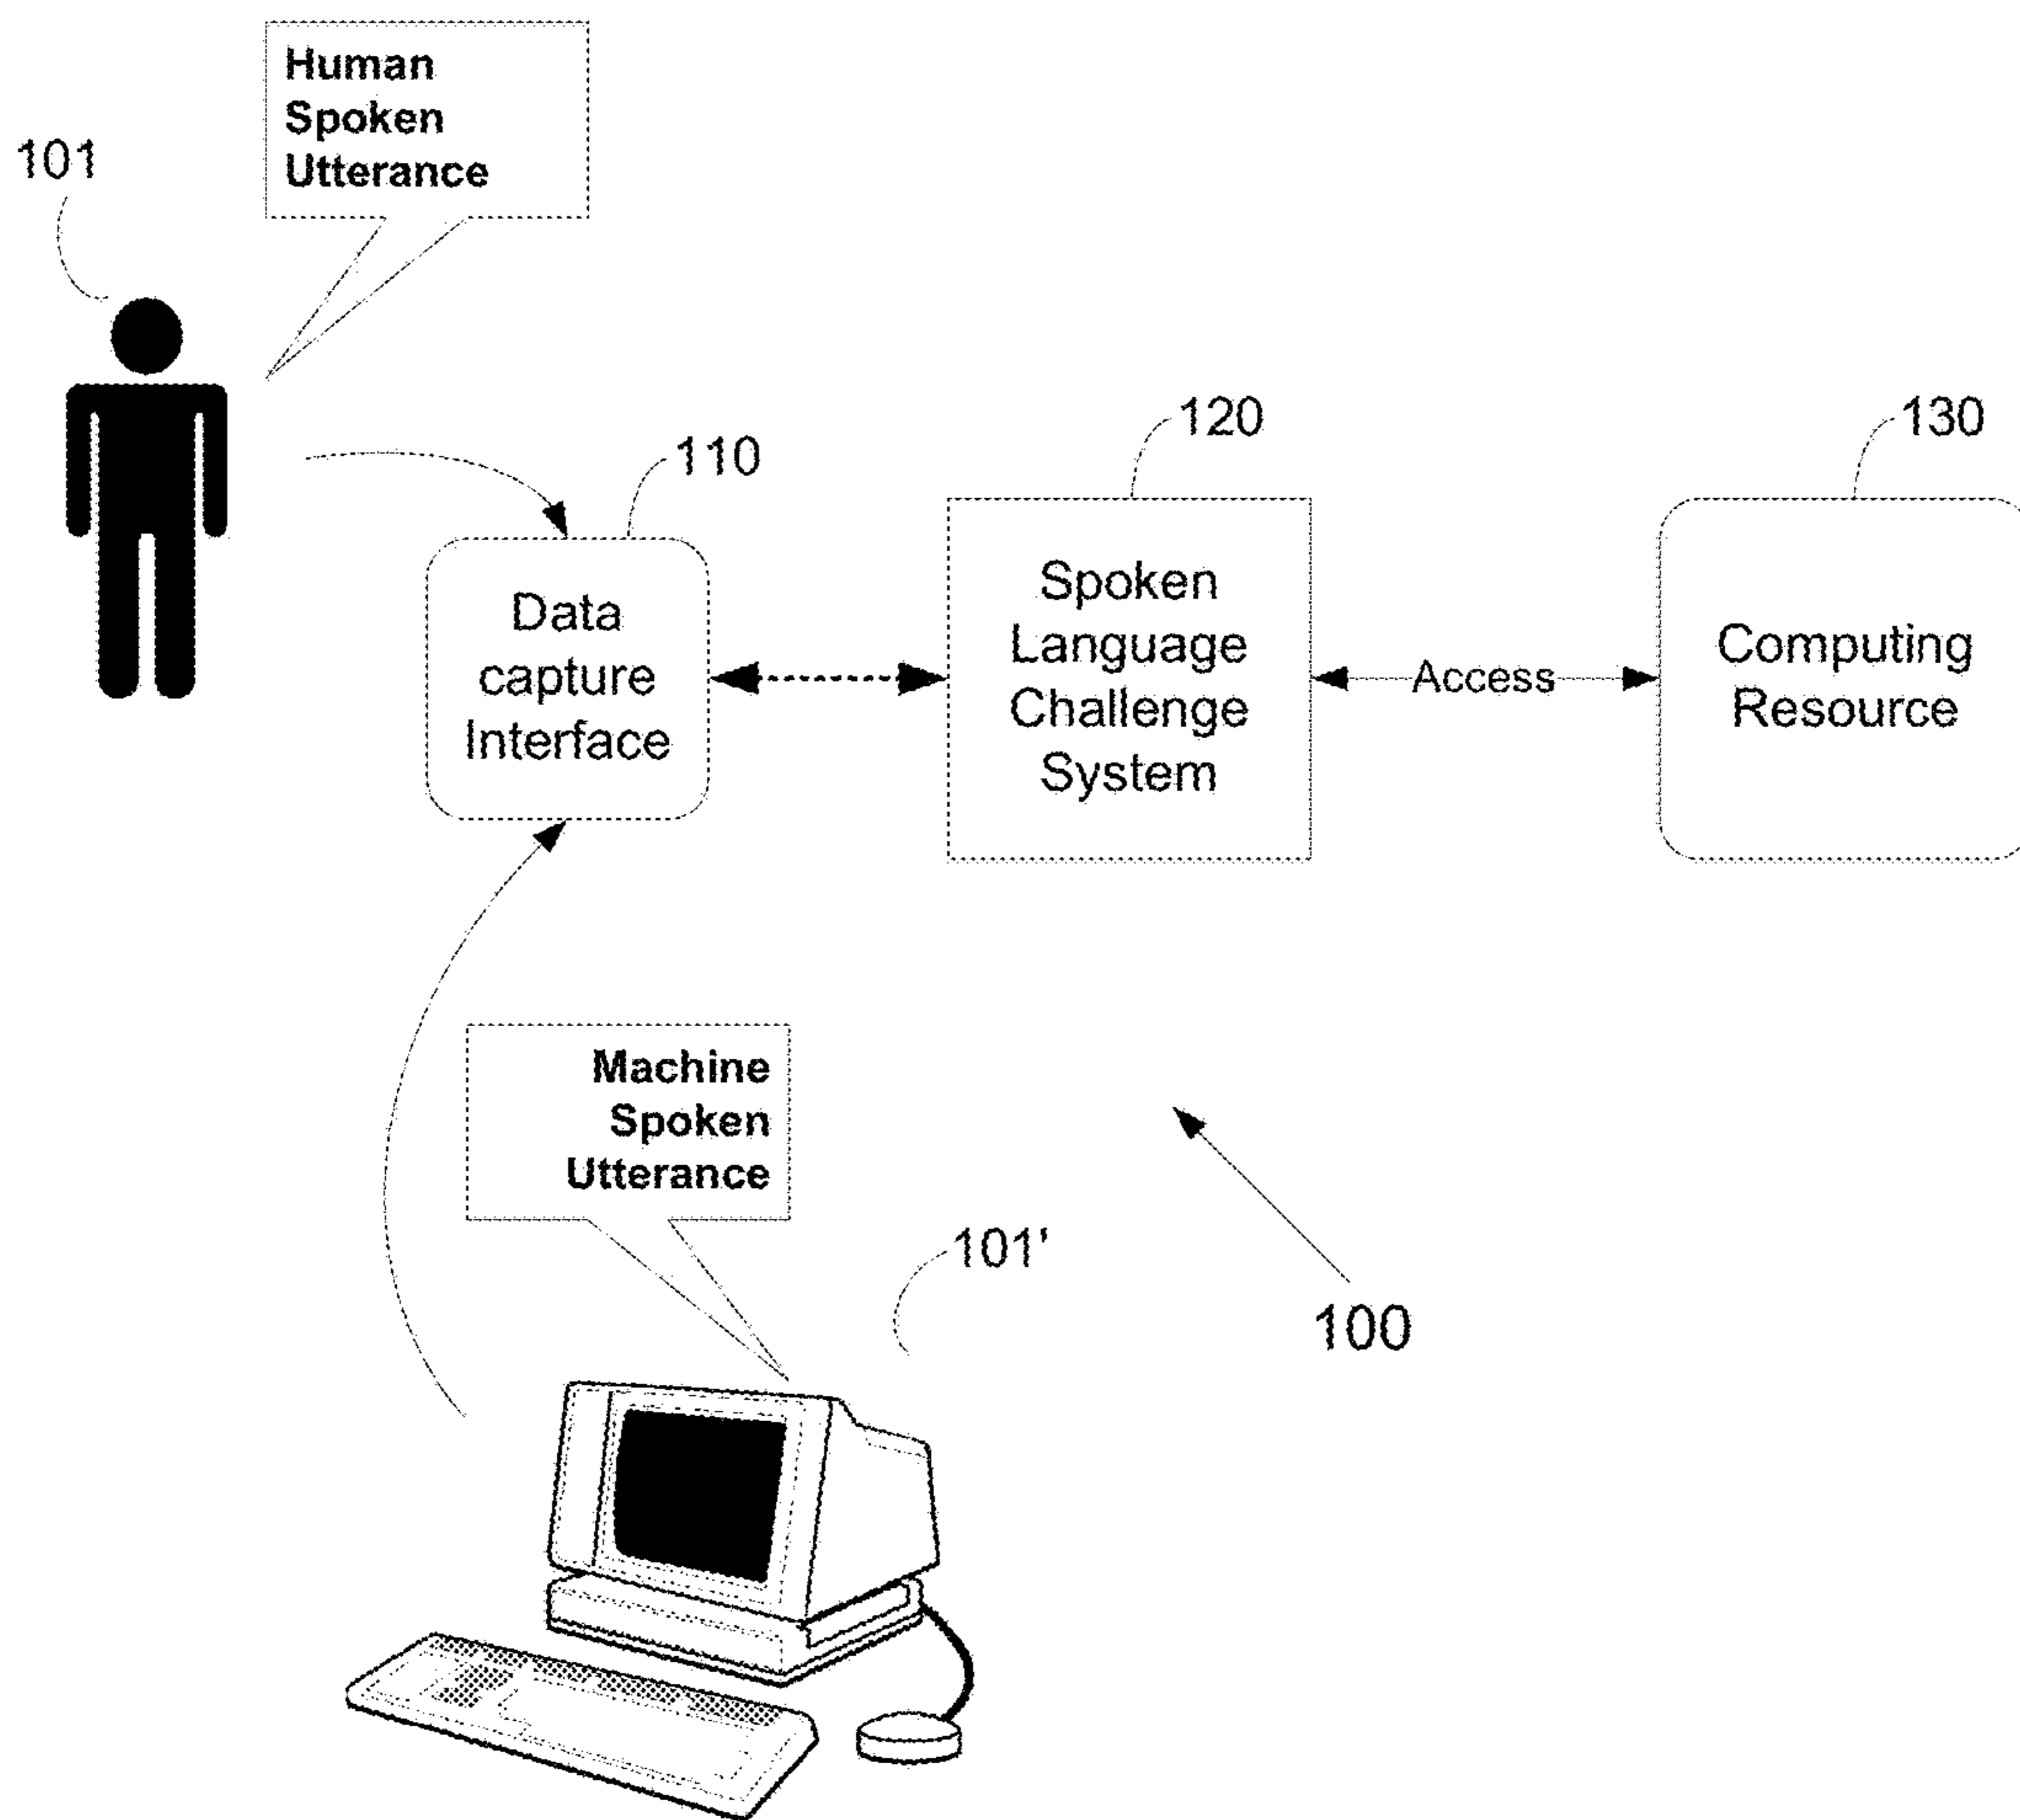 Human
Spoken
Utterance
101
110
120
130
Data
capture
Interface
Spoken
Language
Challenge
System
Access
Computing
Resource
Machine
Spoken
Utterance
101'
100